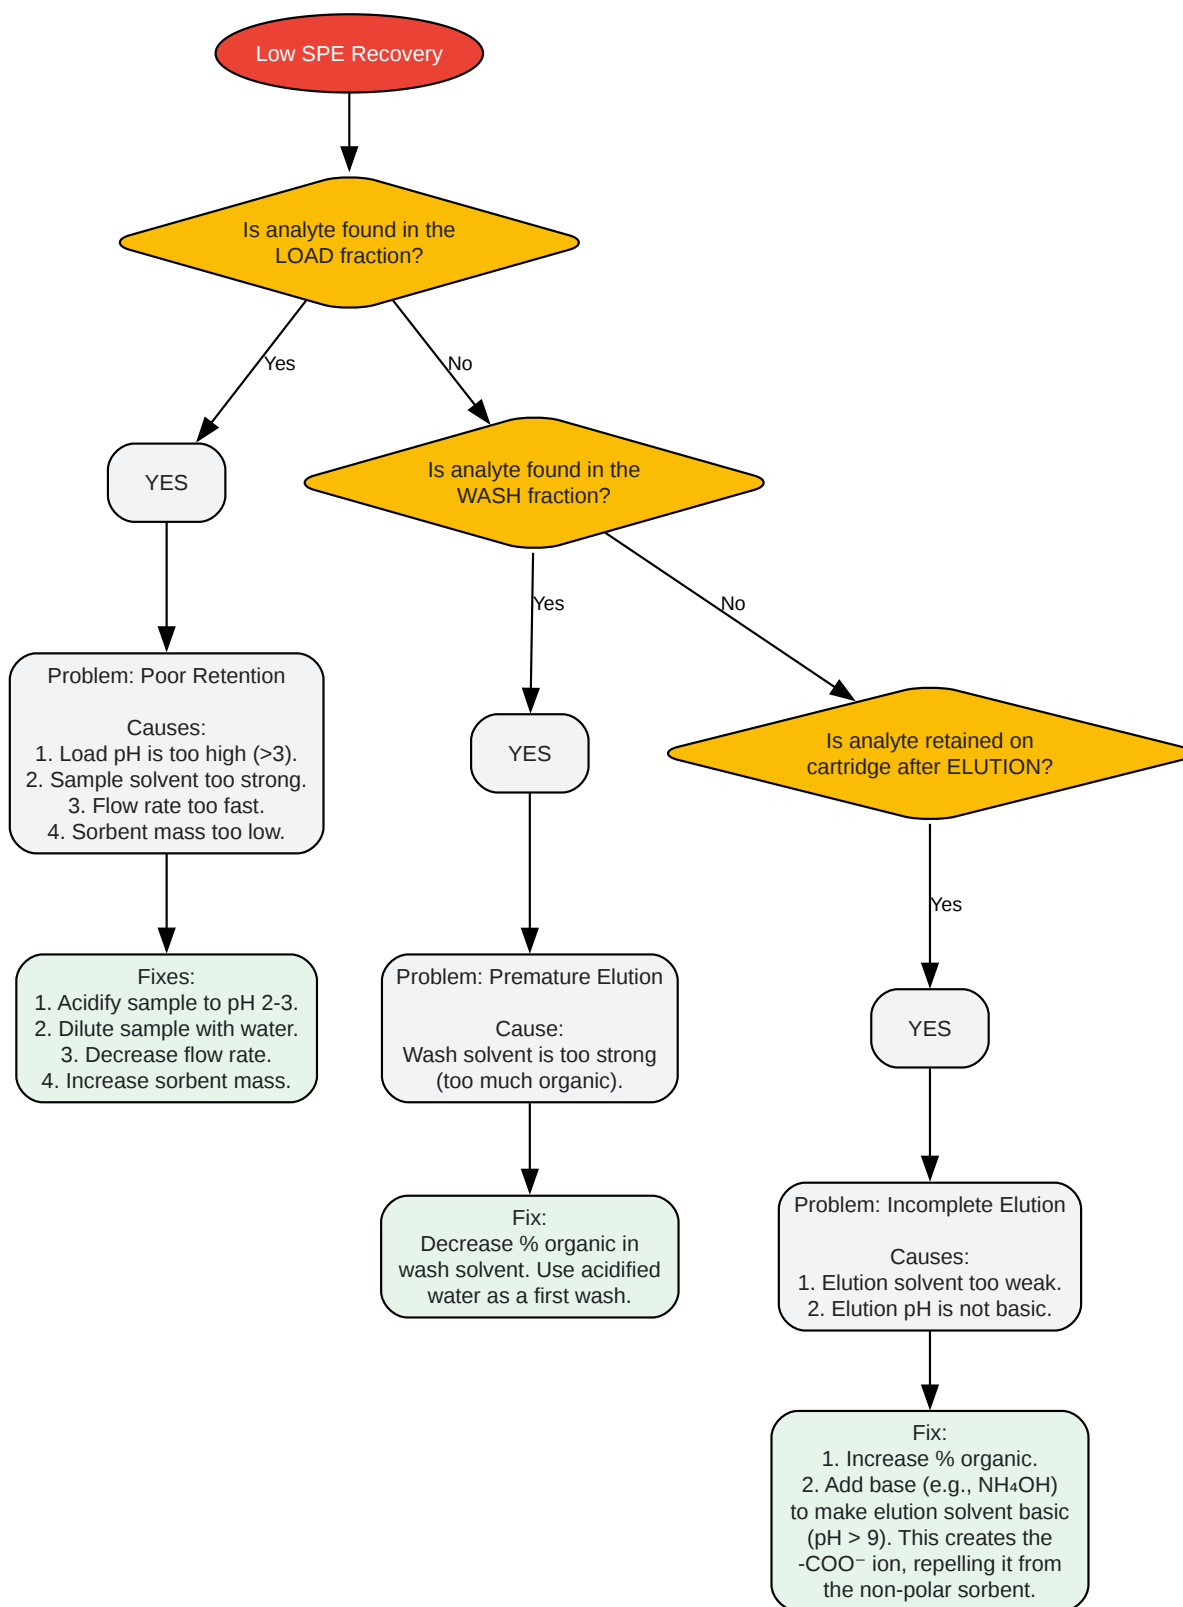 Low SPE Recovery
Is analyte found in the
LOAD fraction?
Yes
No
YES
Is analyte found in the
WASH fraction?
Problem: Poor Retention
Causes:
1. Load pH is too high (>3).
2. Sample solvent too strong.
3. Flow rate too fast.
4. Sorbent mass too low.
Yes
No
YES
Is analyte retained on
cartridge after ELUTION?
Fixes:
1. Acidify sample to pH 2-3.
2. Dilute sample with water.
3. Decrease flow rate.
4. Increase sorbent mass.
Problem: Premature Elution
Cause:
Wash solvent is too strong
(too much organic).
Yes
YES
Fix:
Decrease % organic in
wash solvent. Use acidified
water as a first wash.
Problem: Incomplete Elution
Causes:
1. Elution solvent too weak.
2. Elution pH is not basic.
Fix:
1. Increase % organic.
2. Add base (e.g., NH₄OH)
to make elution solvent basic
(pH > 9). This creates the
-COO⁻ ion, repelling it from
the non-polar sorbent.